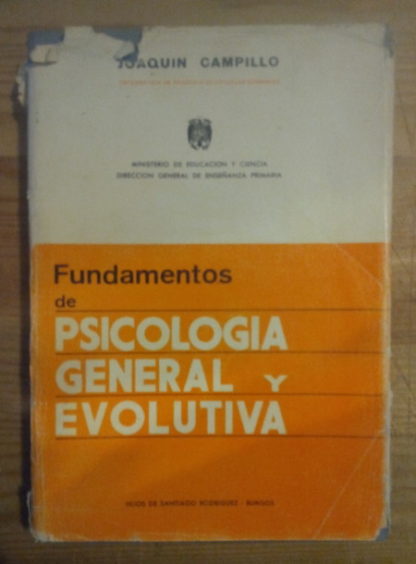 JOAQUIN CAMPILLO
MINISTERIO DE EDUCACION Y CIENCIA
DIRECCION GENERAL DE ENSEÑANZA PRIMARIA
Fundamentos
de
PSICOLOGIA
GENERAL Y
EVOLUTIVA
HIJOS DE SANTIAGO RODRIGUEZ - BURGOS